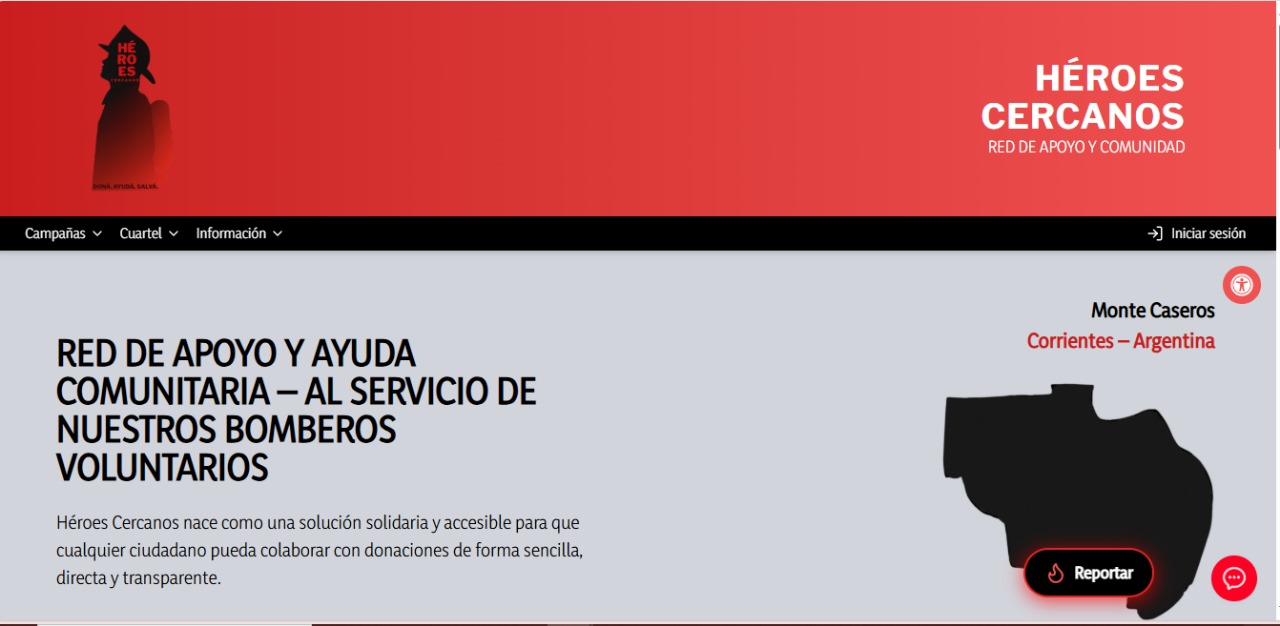 HÉ
RO
ES
CERCANOS
DONÁ. AYUDÁ. SALVÁ.
HÉROES
CERCANOS
RED DE APOYO Y COMUNIDAD
Campañas Cuartel Información Iniciar sesión
Monte Caseros
Corrientes – Argentina
RED DE APOYO Y AYUDA
COMUNITARIA – AL SERVICIO DE
NUESTROS BOMBEROS
VOLUNTARIOS
Héroes Cercanos nace como una solución solidaria y accesible para que
cualquier ciudadano pueda colaborar con donaciones de forma sencilla,
directa y transparente.
Reportar